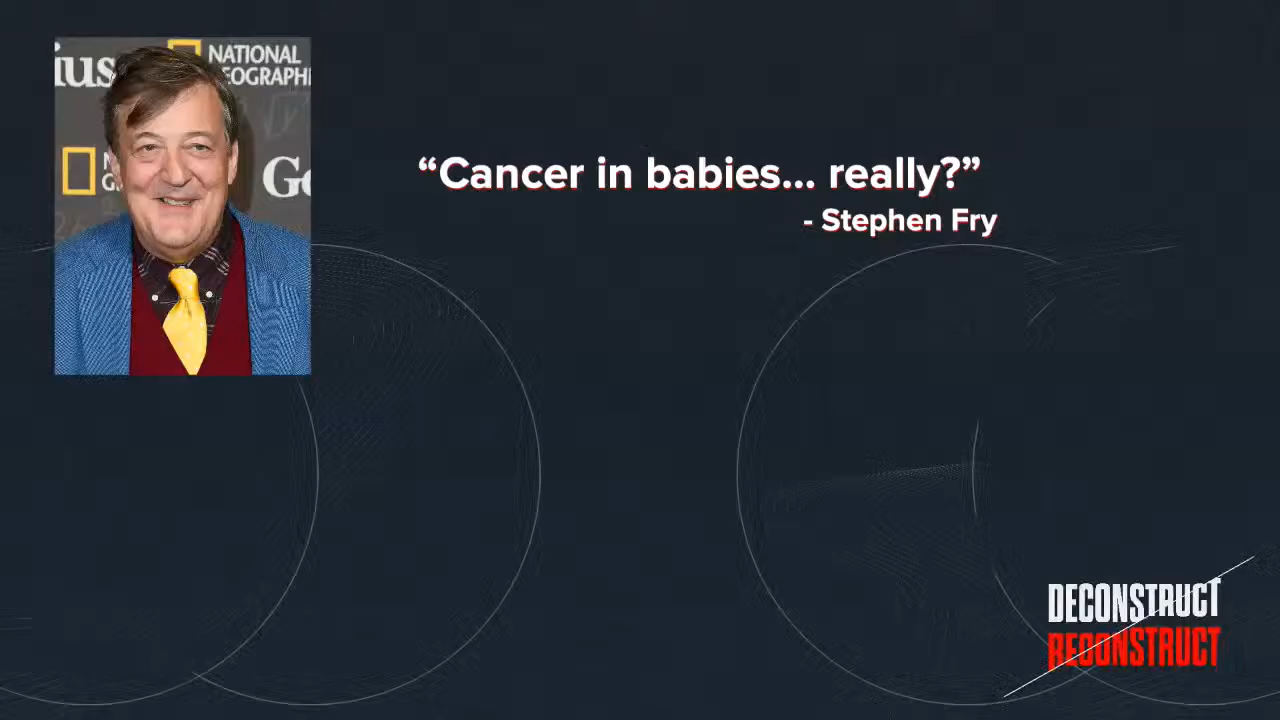 NATIONAL
“Cancer in babies... really?”
- Stephen Fry
DECONSTRUCT
RECONSTRUCT